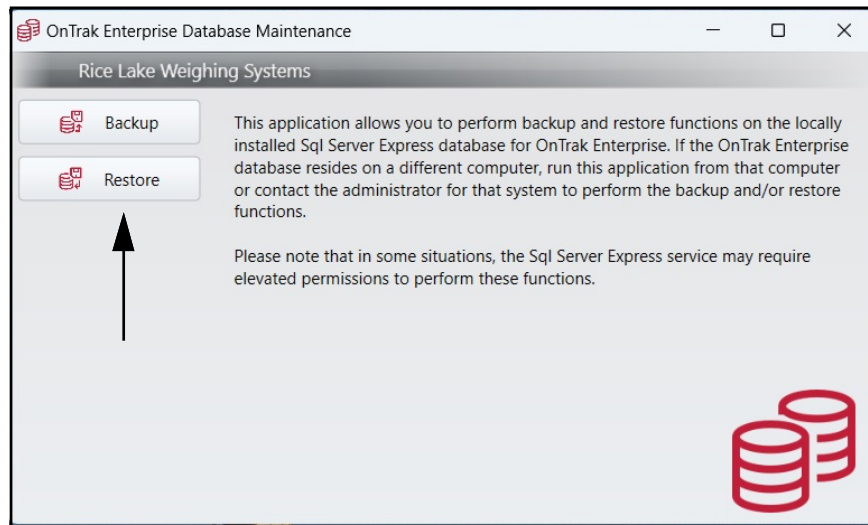 OnTrak Enterprise Database Maintenance
Rice Lake Weighing Systems
Backup
Restore
This application allows you to perform backup and restore functions on the locally
installed Sql Server Express database for OnTrak Enterprise. If the OnTrak Enterprise
database resides on a different computer, run this application from that computer
or contact the administrator for that system to perform the backup and/or restore
functions.
Please note that in some situations, the Sql Server Express service may require
elevated permissions to perform these functions.